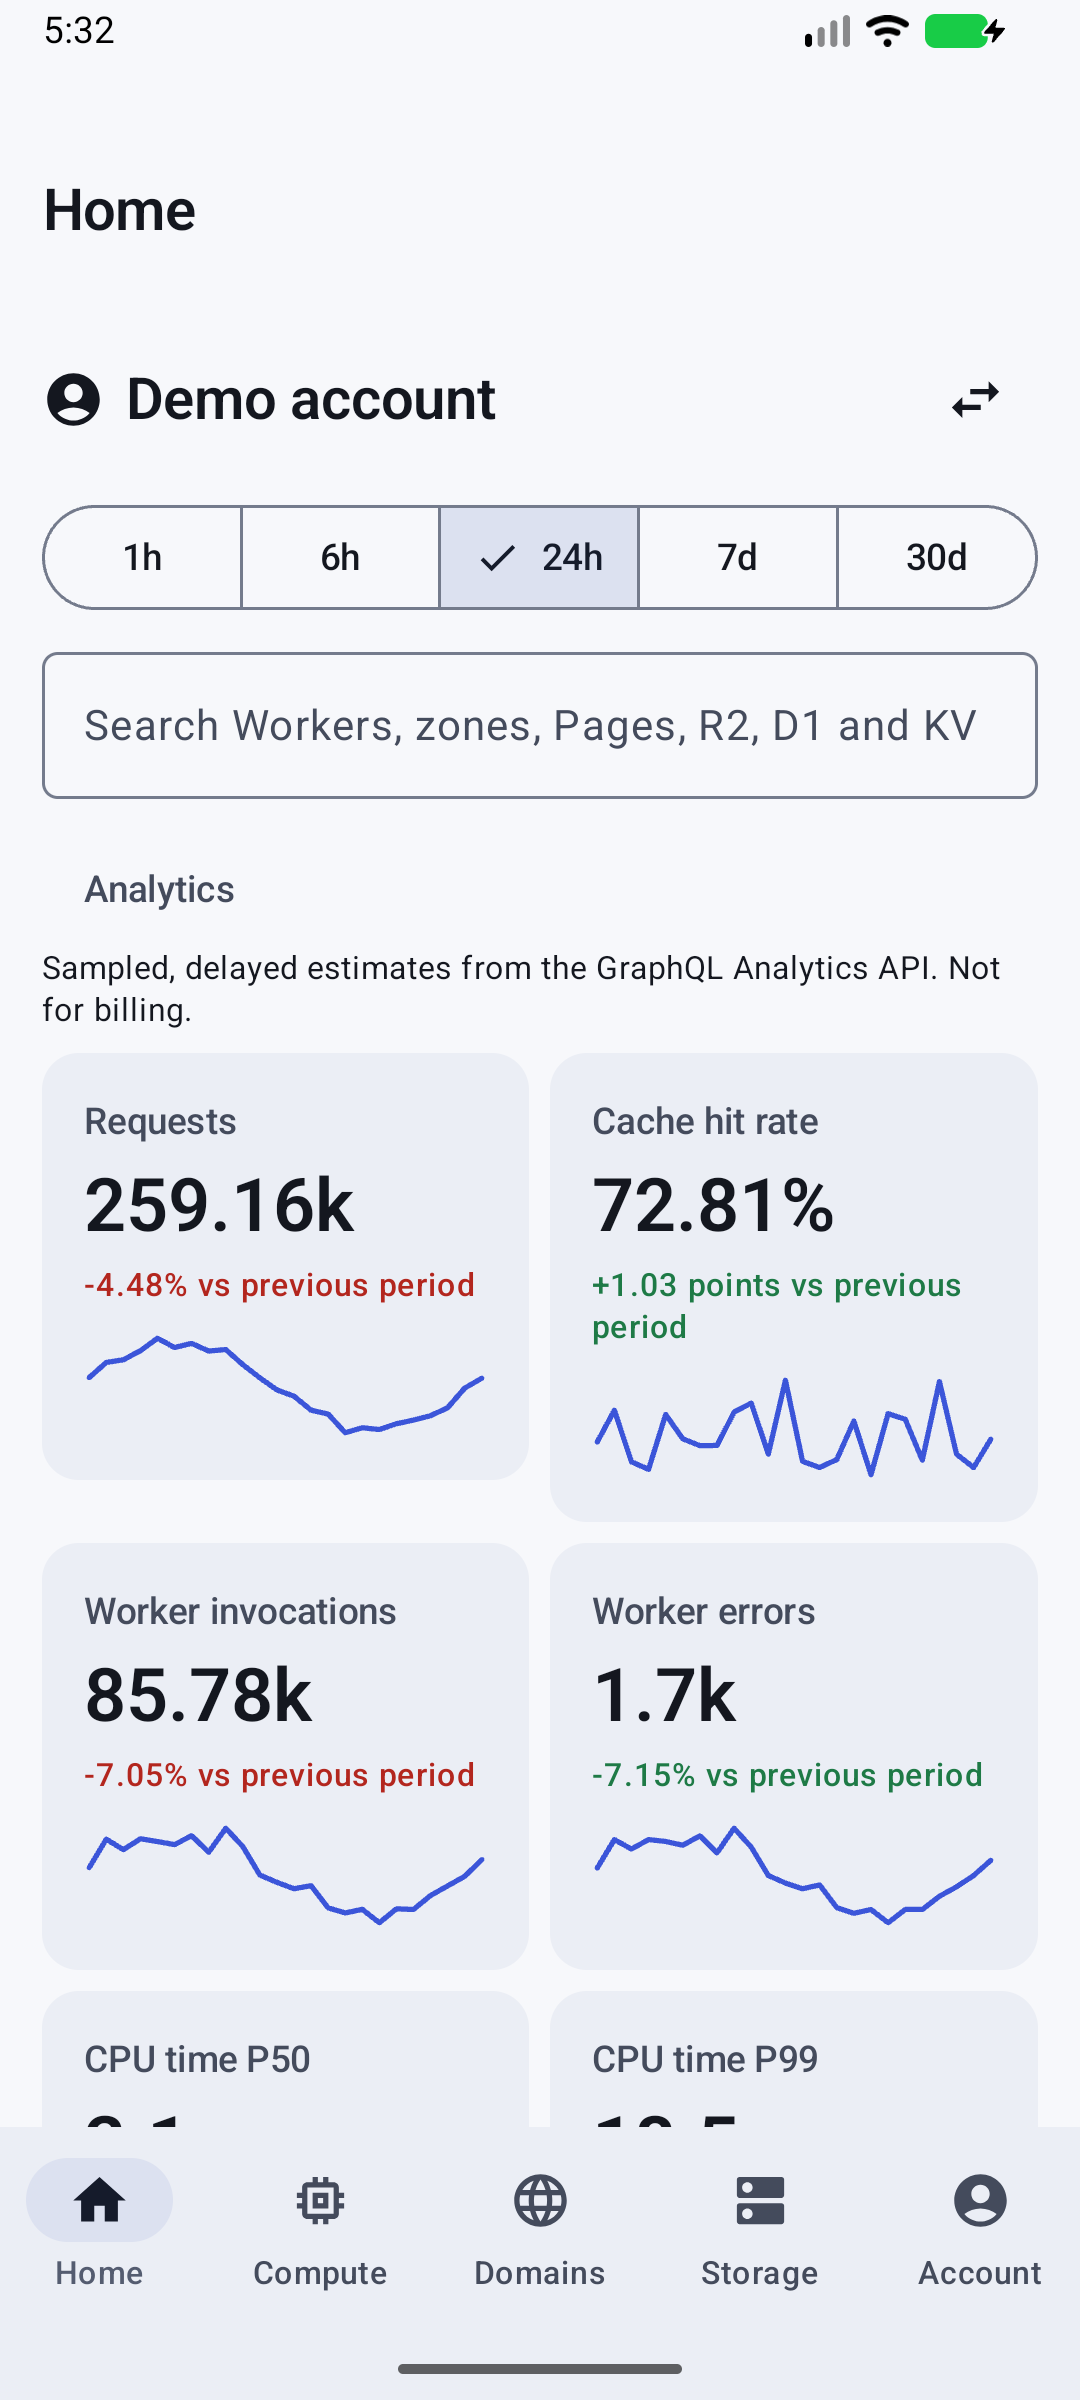 5:32
Home
Demo account
1h
6h
24h
7d
30d
Search Workers, zones, Pages, R2, D1 and KV
Analytics
Sampled, delayed estimates from the GraphQL Analytics API. Not
for billing.
Requests
259.16k
-4.48% vs previous period
Cache hit rate
72.81%
+1.03 points vs previous
period
Worker invocations
85.78k
-7.05% vs previous period
Worker errors
1.7k
-7.15% vs previous period
CPU time P50
CPU time P99
Home
Compute
Domains
Storage
Account